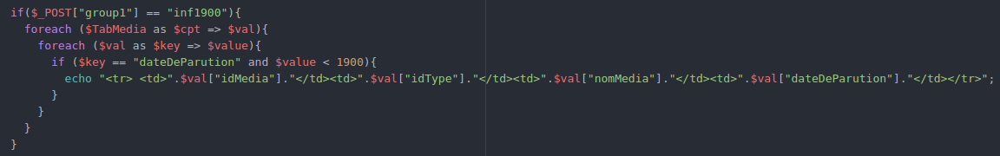 if($_POST["group1"] == "inf1900"){
foreach ($TabMedia as $cpt => $val){
foreach ($val as $key => $value){
if ($key == "dateDeParution" and $value < 1900){
echo "<tr> <td>".$val["idMedia"]."</td><td>".$val["idType"]."</td><td>".$val["nomMedia"]."</td><td>".$val["dateDeParution"]."</td></tr>";
}
}
}
}